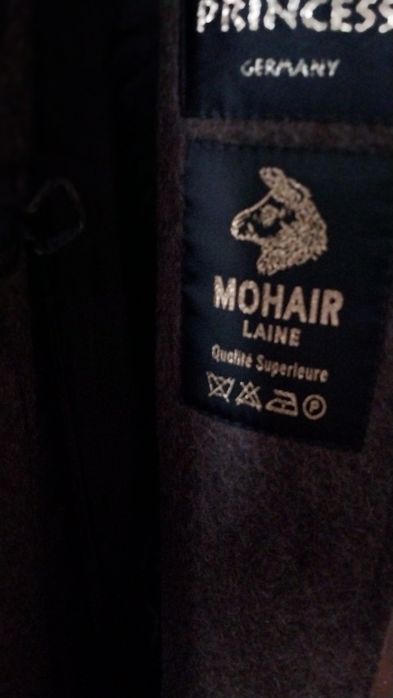 PRINCESS
GERMANY
MOHAIR
LAINE
Qualité Superieure
P